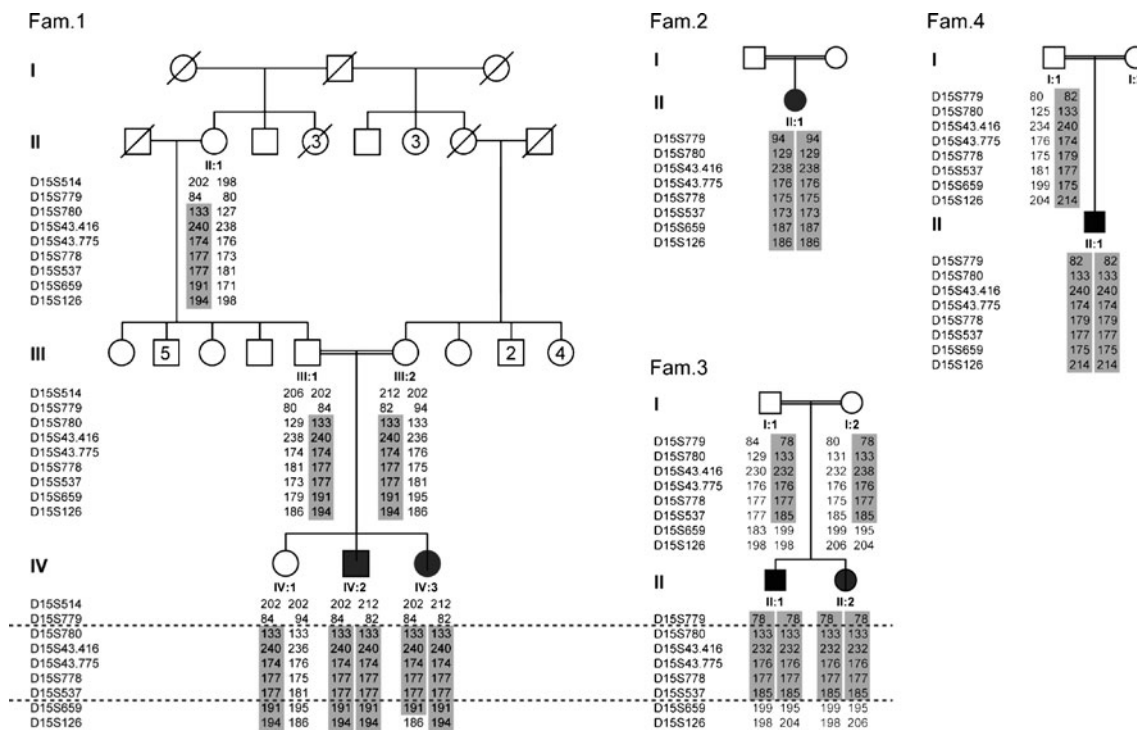 Fam.1
I
II
3
3
II:1
D15S514 202 198
D15S779 84 80
D15S780 133 127
D15S43.416 240 238
D15S43.775 174 176
D15S778 177 173
D15S537 177 181
D15S659 191 171
D15S126 194 198
III
5
2
4
III:1 III:2
D15S514 206 202 212 202
D15S779 80 84 82 94
D15S780 129 133 133 133
D15S43.416 238 240 240 236
D15S43.775 174 174 174 176
D15S778 181 177 177 175
D15S537 173 177 177 181
D15S659 179 191 191 195
D15S126 186 194 194 186
IV
IV:1 IV:2 IV:3
D15S514 202 202 202 212 202 212
D15S779 84 94 84 82 84 82
D15S780 133 133 133 133 133 133
D15S43.416 240 236 240 240 240 240
D15S43.775 174 176 174 174 174 174
D15S778 177 175 177 177 177 177
D15S537 177 181 177 177 177 177
D15S659 191 195 191 191 191 191
D15S126 194 186 194 194 186 194
Fam.2
I
II
II:1
D15S779 94 94
D15S780 129 129
D15S43.416 238 238
D15S43.775 176 176
D15S778 175 175
D15S537 173 173
D15S659 187 187
D15S126 186 186
Fam.3
I
I:1 I:2
D15S779 84 78 80 78
D15S780 129 133 131 133
D15S43.416 230 232 232 238
D15S43.775 176 176 176 176
D15S778 177 177 175 177
D15S537 177 185 185 185
D15S659 183 199 199 195
D15S126 198 198 206 204
II
II:1 II:2
D15S779 78 78 78 78
D15S780 133 133 133 133
D15S43.416 232 232 232 232
D15S43.775 176 176 176 176
D15S778 177 177 177 177
D15S537 185 185 185 185
D15S659 199 195 199 195
D15S126 198 204 198 206
Fam.4
I
I:1
D15S779 80 82
D15S780 125 133
D15S43.416 234 240
D15S43.775 176 174
D15S778 175 179
D15S537 181 177
D15S659 199 175
D15S126 204 214
II
II:1
D15S779 82 82
D15S780 133 133
D15S43.416 240 240
D15S43.775 174 174
D15S778 179 179
D15S537 177 177
D15S659 175 175
D15S126 214 214